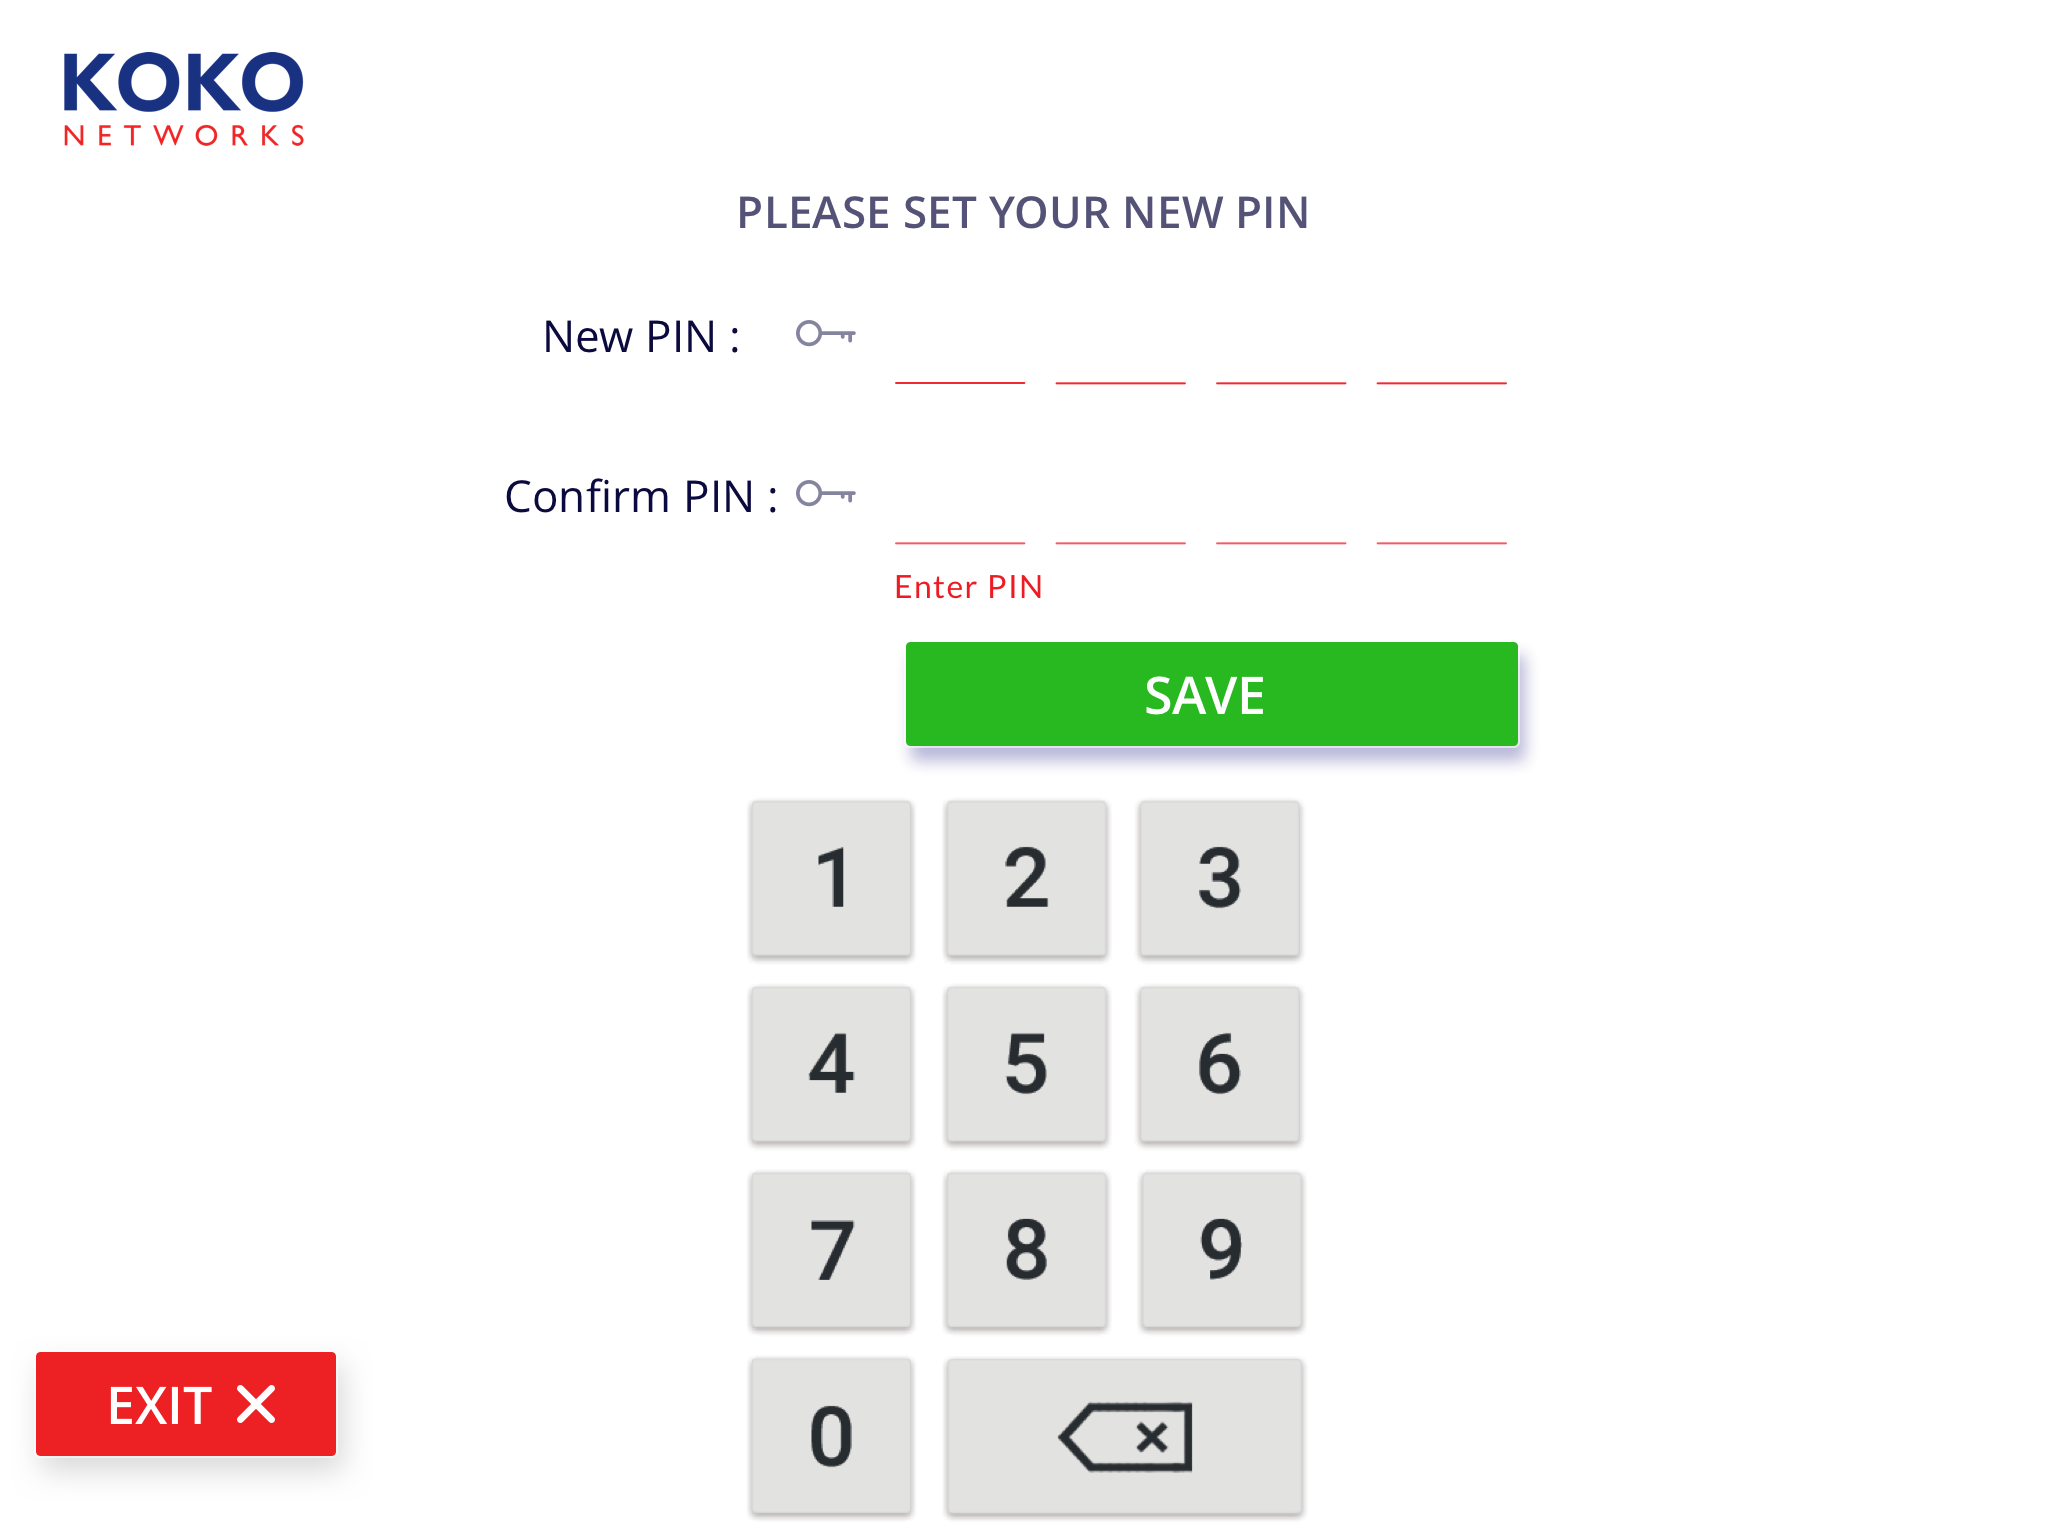 KOKO
NETWORKS
PLEASE SET YOUR NEW PIN
New PIN :
Confirm PIN :
Enter PIN
SAVE
1 2 3
4 5 6
7 8 9
EXIT
0